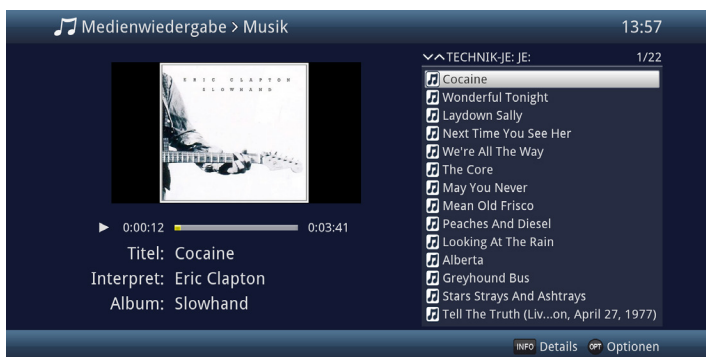 Medienwiedergabe > Musik
13:57
ERIC CLAPTON
SLOWHAND
0:00:12
0:03:41
Titel: Cocaine
Interpret: Eric Clapton
Album: Slowhand
TECHNIK-JE: JE: 1/22
Cocaine
Wonderful Tonight
Laydown Sally
Next Time You See Her
We're All The Way
The Core
May You Never
Mean Old Frisco
Peaches And Diesel
Looking At The Rain
Alberta
Greyhound Bus
Stars Strays And Ashtrays
Tell The Truth (Liv...on, April 27, 1977)
INFO Details OPT Optionen